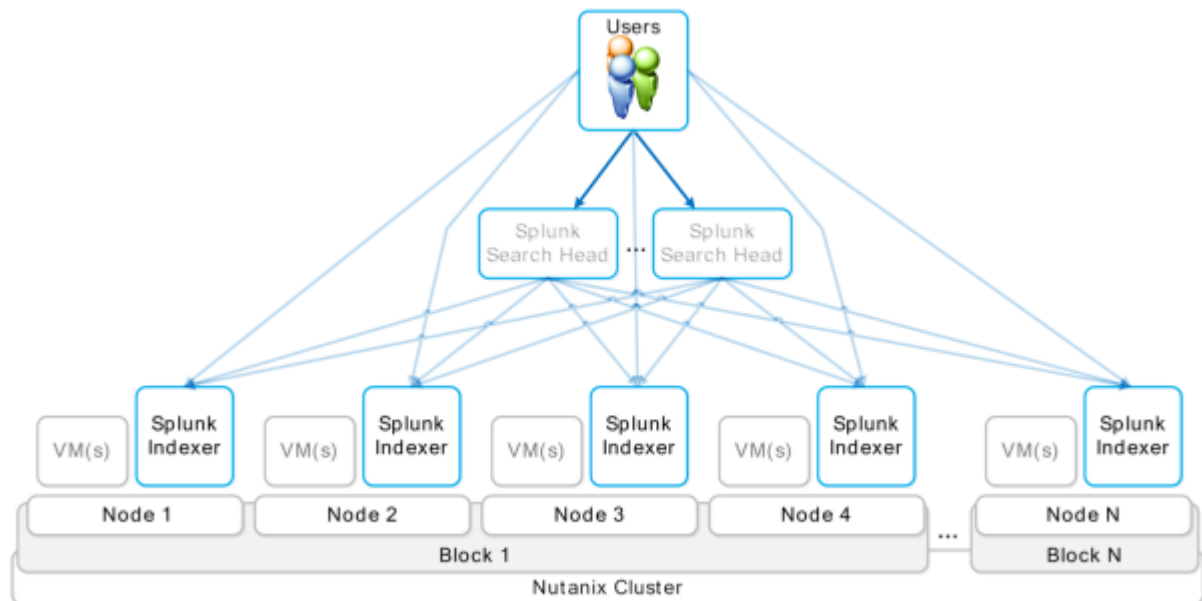 Users
Splunk
Search Head
...
Splunk
Search Head
VM(s)
Splunk
Indexer
VM(s)
Splunk
Indexer
VM(s)
Splunk
Indexer
VM(s)
Splunk
Indexer
VM(s)
Splunk
Indexer
Node 1
Node 2
Node 3
Node 4
...
Node N
Block 1
Block N
Nutanix Cluster